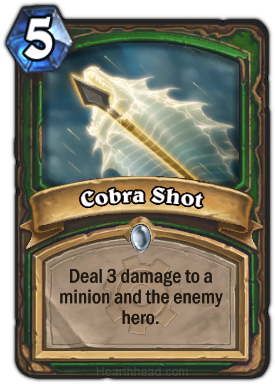 5
Cobra Shot
Deal 3 damage to a
minion and the enemy
hero.
Hearthhead.com